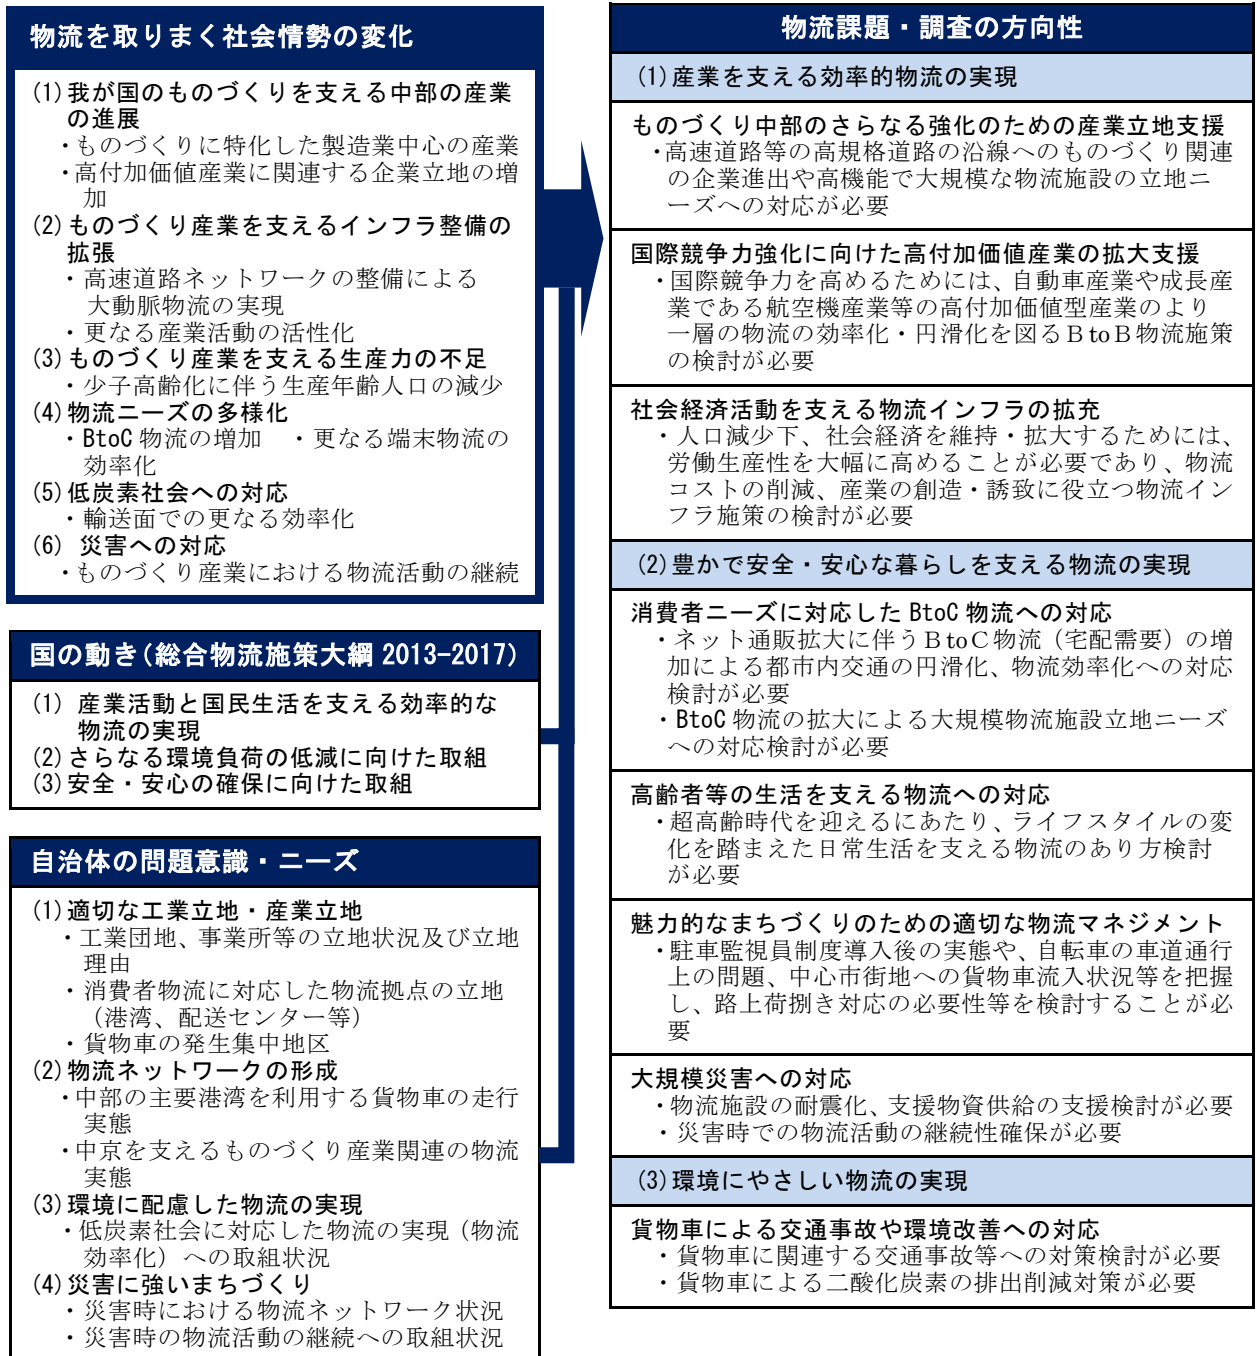 物流を取りまく社会情勢の変化
(1)我が国のものづくりを支える中部の産業
の進展
・ものづくりに特化した製造業中心の産業
・高付加価値産業に関連する企業立地の増
加
(2)ものづくり産業を支えるインフラ整備の
拡張
・高速道路ネットワークの整備による
大動脈物流の実現
・更なる産業活動の活性化
(3)ものづくり産業を支える生産力の不足
・少子高齢化に伴う生産年齢人口の減少
(4)物流ニーズの多様化
・BtoC物流の増加　・更なる端末物流の
効率化
(5)低炭素社会への対応
・輸送面での更なる効率化
(6) 災害への対応
・ものづくり産業における物流活動の継続
国の動き(総合物流施策大綱 2013-2017)
(1) 産業活動と国民生活を支える効率的な
物流の実現
(2)さらなる環境負荷の低減に向けた取組
(3)安全・安心の確保に向けた取組
自治体の問題意識・ニーズ
(1)適切な工業立地・産業立地
・工業団地、事業所等の立地状況及び立地
理由
・消費者物流に対応した物流拠点の立地
（港湾、配送センター等）
・貨物車の発生集中地区
(2)物流ネットワークの形成
・中部の主要港湾を利用する貨物車の走行
実態
・中京を支えるものづくり産業関連の物流
実態
(3)環境に配慮した物流の実現
・低炭素社会に対応した物流の実現（物流
効率化）への取組状況
(4)災害に強いまちづくり
・災害時における物流ネットワーク状況
・災害時の物流活動の継続への取組状況
物流課題・調査の方向性
(1)産業を支える効率的物流の実現
ものづくり中部のさらなる強化のための産業立地支援
・高速道路等の高規格道路の沿線へのものづくり関連
の企業進出や高機能で大規模な物流施設の立地ニ
ーズへの対応が必要
国際競争力強化に向けた高付加価値産業の拡大支援
・国際競争力を高めるためには、自動車産業や成長産
業である航空機産業等の高付加価値型産業のより
一層の物流の効率化・円滑化を図るＢtoＢ物流施策
の検討が必要
社会経済活動を支える物流インフラの拡充
・人口減少下、社会経済を維持・拡大するためには、
労働生産性を大幅に高めることが必要であり、物流
コストの削減、産業の創造・誘致に役立つ物流イン
フラ施策の検討が必要
(2)豊かで安全・安心な暮らしを支える物流の実現
消費者ニーズに対応した BtoC 物流への対応
・ネット通販拡大に伴うＢtoＣ物流（宅配需要）の増
加による都市内交通の円滑化、物流効率化への対応
検討が必要
・BtoC 物流の拡大による大規模物流施設立地ニーズ
への対応検討が必要
高齢者等の生活を支える物流への対応
・超高齢時代を迎えるにあたり、ライフスタイルの変
化を踏まえた日常生活を支える物流のあり方検討
が必要
魅力的なまちづくりのための適切な物流マネジメント
・駐車監視員制度導入後の実態や、自転車の車道通行
上の問題、中心市街地への貨物車流入状況等を把握
し、路上荷捌き対応の必要性等を検討することが必
要
大規模災害への対応
・物流施設の耐震化、支援物資供給の支援検討が必要
・災害時での物流活動の継続性確保が必要
(3)環境にやさしい物流の実現
貨物車による交通事故や環境改善への対応
・貨物車に関連する交通事故等への対策検討が必要
・貨物車による二酸化炭素の排出削減対策が必要